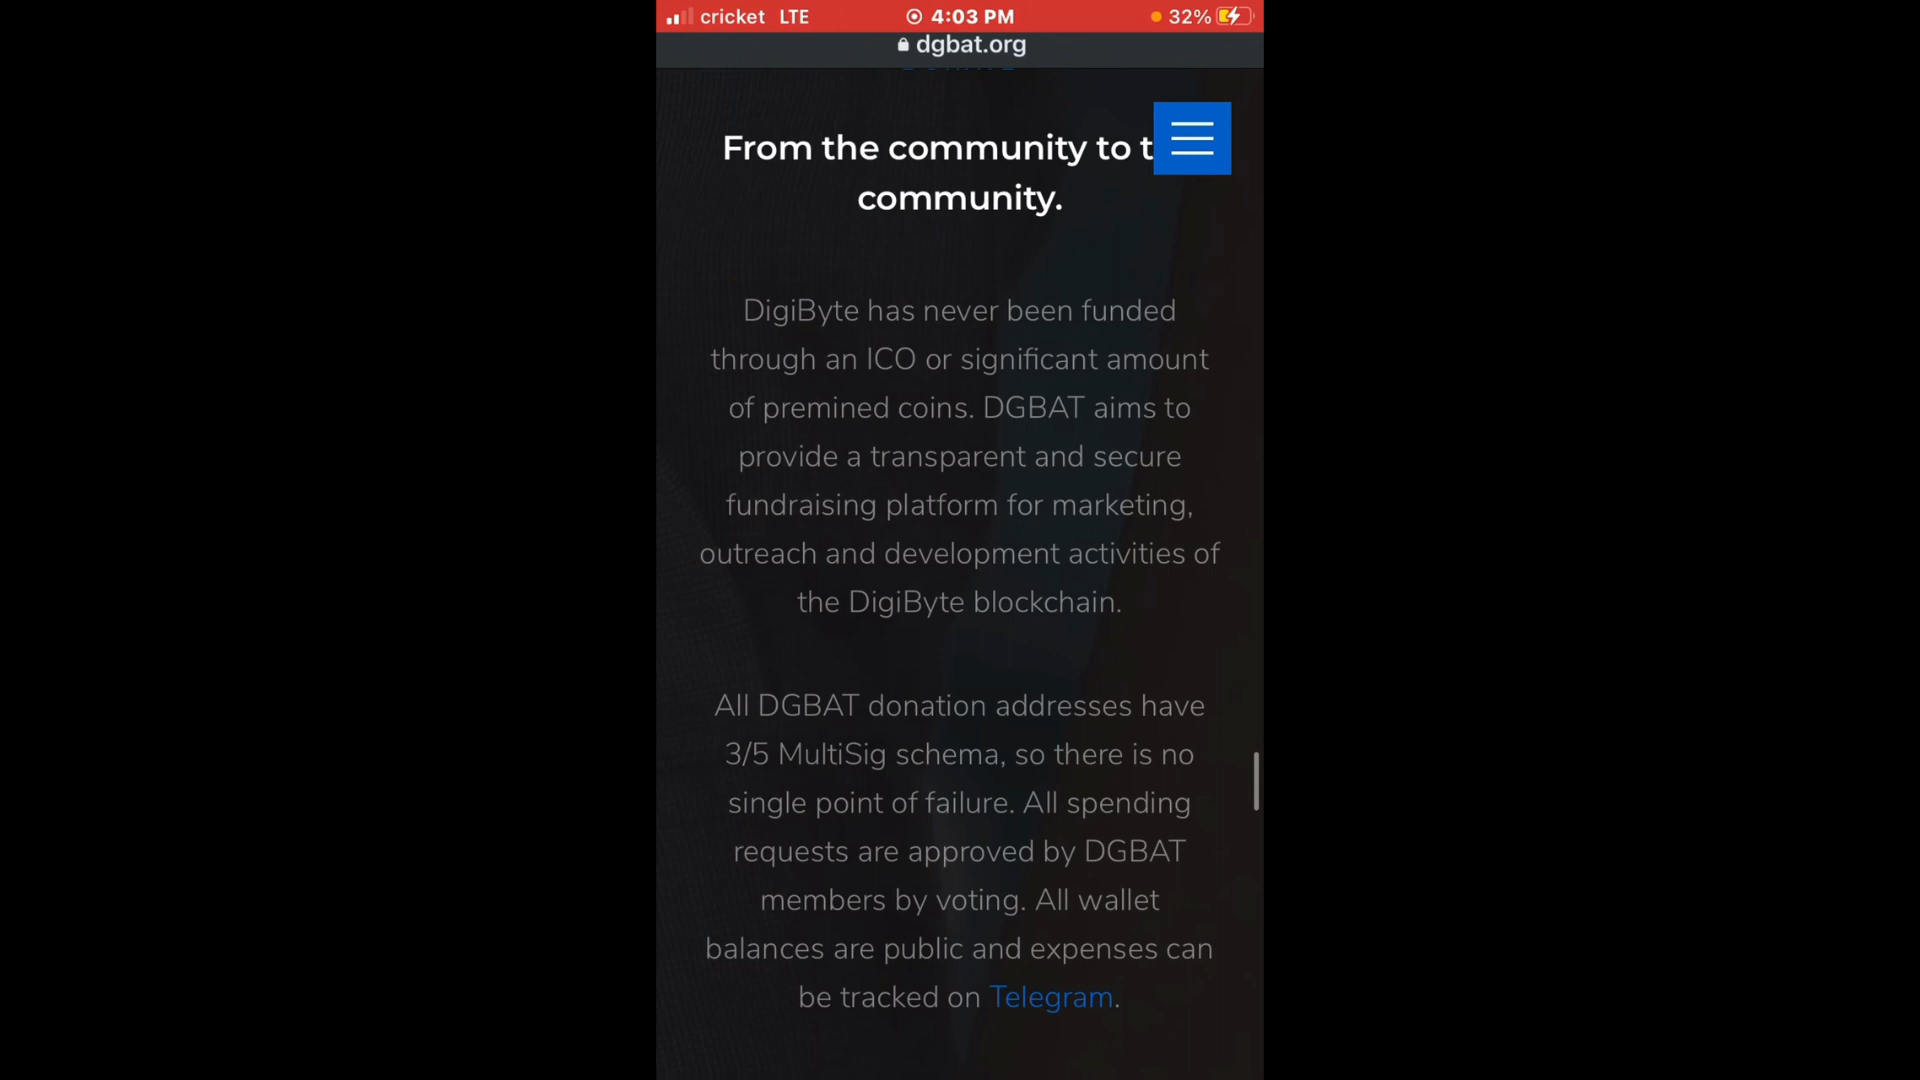 cricket LTE 4:03 PM 32%
dgbat.org
From the community to t
community.
DigiByte has never been funded
through an ICO or significant amount
of premined coins. DGBAT aims to
provide a transparent and secure
fundraising platform for marketing,
outreach and development activities of
the DigiByte blockchain.
All DGBAT donation addresses have
3/5 MultiSig schema, so there is no
single point of failure. All spending
requests are approved by DGBAT
members by voting. All wallet
balances are public and expenses can
be tracked on Telegram.